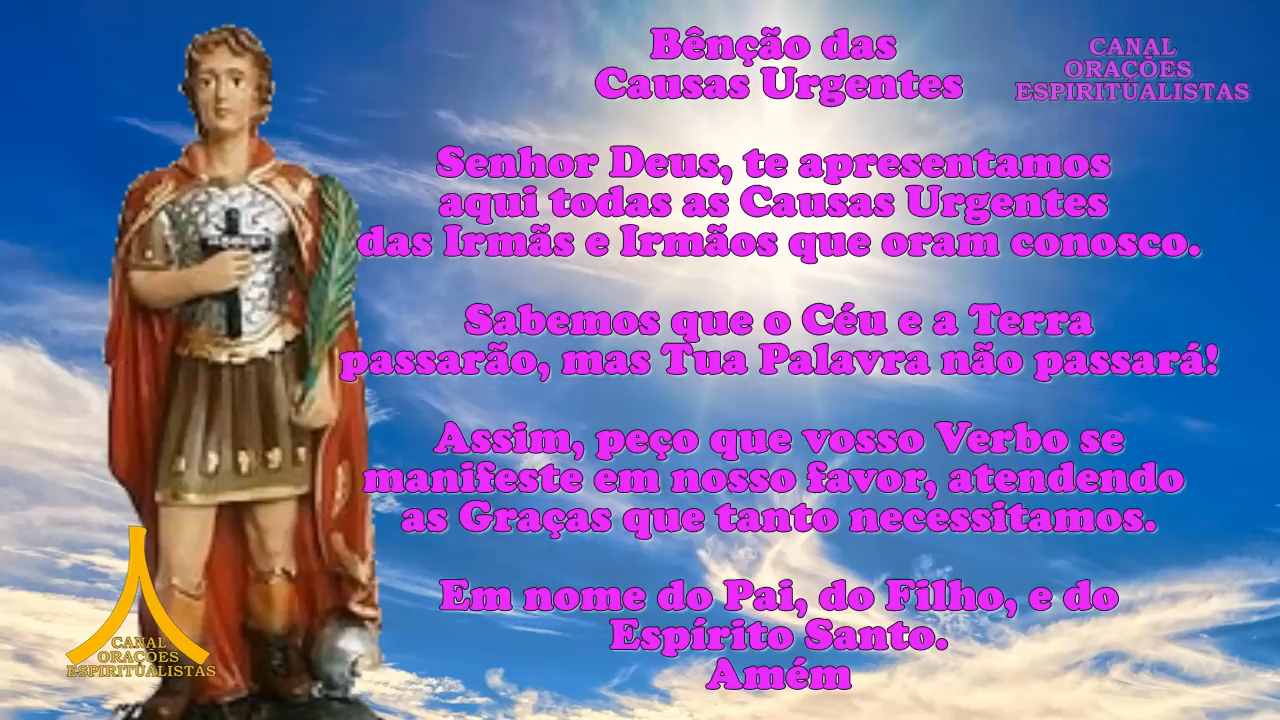 Bênção das
Causas Urgentes
CANAL
ORAÇÕES
ESPIRITUALISTAS
Senhor Deus, te apresentamos
aqui todas as Causas Urgentes
das Irmãs e Irmãos que oram conosco.
Sabemos que o Céu e a Terra
passarão, mas Tua Palavra não passará!
Assim, peço que vosso Verbo se
manifeste em nosso favor, atendendo
as Graças que tanto necessitamos.
Em nome do Pai, do Filho, e do
Espírito Santo.
Amém
CANAL
ORAÇÕES
ESPIRITUALISTAS